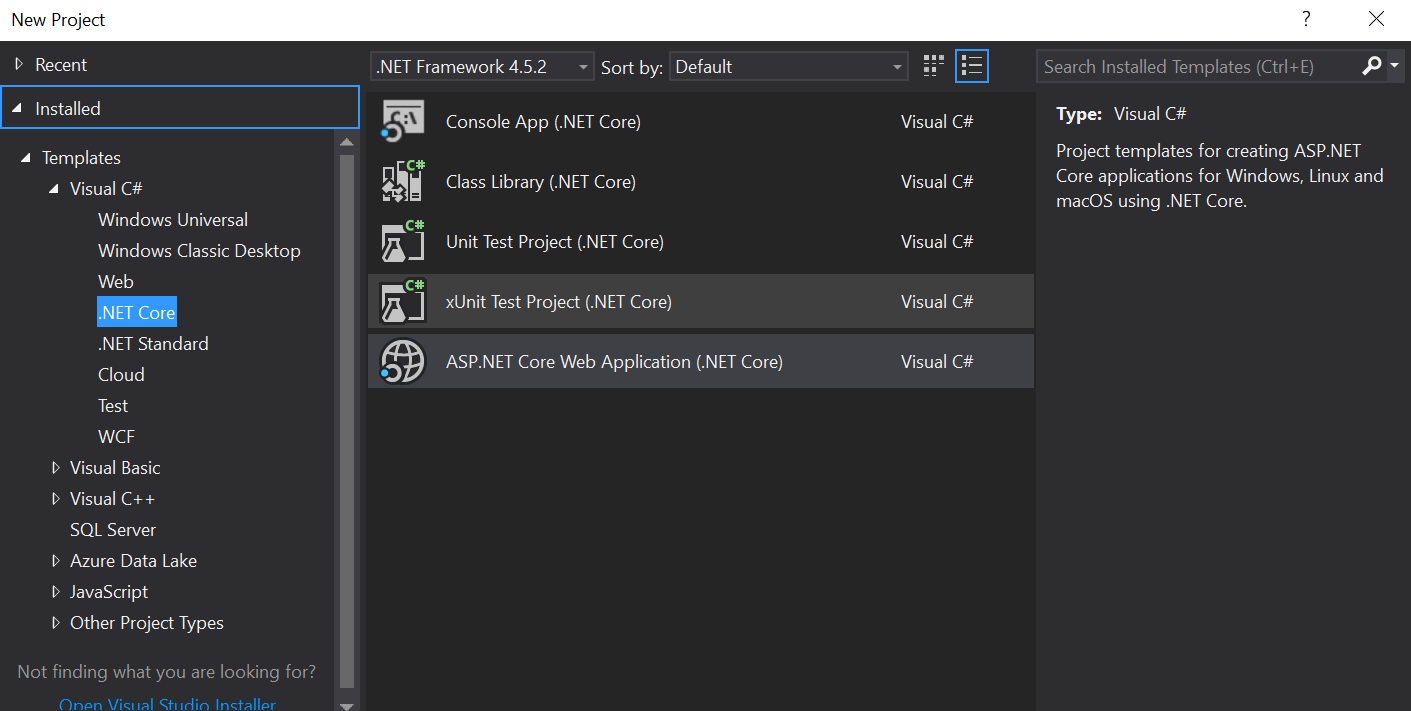 New Project
?
Recent
Installed
Templates
Visual C#
Windows Universal
Windows Classic Desktop
Web
.NET Core
.NET Standard
Cloud
Test
WCF
Visual Basic
Visual C++
SQL Server
Azure Data Lake
JavaScript
Other Project Types
Not finding what you are looking for?
Open Visual Studio Installer
.NET Framework 4.5.2
Sort by: Default
C:\
Console App (.NET Core) Visual C#
C#
Class Library (.NET Core) Visual C#
C#
Unit Test Project (.NET Core) Visual C#
C#
xUnit Test Project (.NET Core) Visual C#
ASP.NET Core Web Application (.NET Core) Visual C#
Search Installed Templates (Ctrl+E)
Type: Visual C#
Project templates for creating ASP.NET
Core applications for Windows, Linux and
macOS using .NET Core.